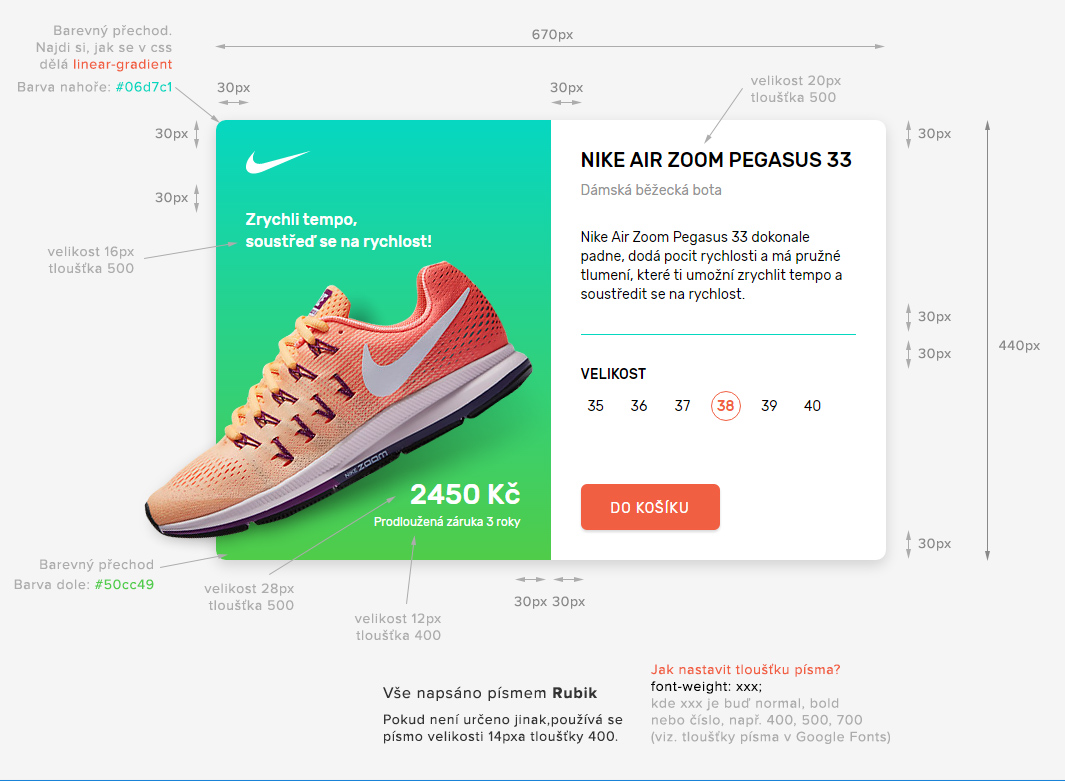 Barevný přechod.
Najdi si, jak se v css
dělá linear-gradient
Barva nahoře: #06d7c1
670px
30px
30px
velikost 20px
tloušťka 500
30px
30px
30px
NIKE AIR ZOOM PEGASUS 33
Dámská běžecká bota
Zrychli tempo,
soustřeď se na rychlost!
velikost 16px
tloušťka 500
Nike Air Zoom Pegasus 33 dokonale
padne, dodá pocit rychlosti a má pružné
tlumení, které ti umožní zrychlit tempo a
soustředit se na rychlost.
30px
30px
440px
VELIKOST
35 36 37 38 39 40
NIKE ZOOM
2450 Kč
Prodloužená záruka 3 roky
DO KOŠÍKU
30px
Barevný přechod
Barva dole: #50cc49
velikost 28px
tloušťka 500
30px 30px
velikost 12px
tloušťka 400
Vše napsáno písmem Rubik
Pokud není určeno jinak,používá se
písmo velikosti 14pxa tloušťky 400.
Jak nastavit tloušťku písma?
font-weight: xxx;
kde xxx je buď normal, bold
nebo číslo, např. 400, 500, 700
(viz. tloušťky písma v Google Fonts)